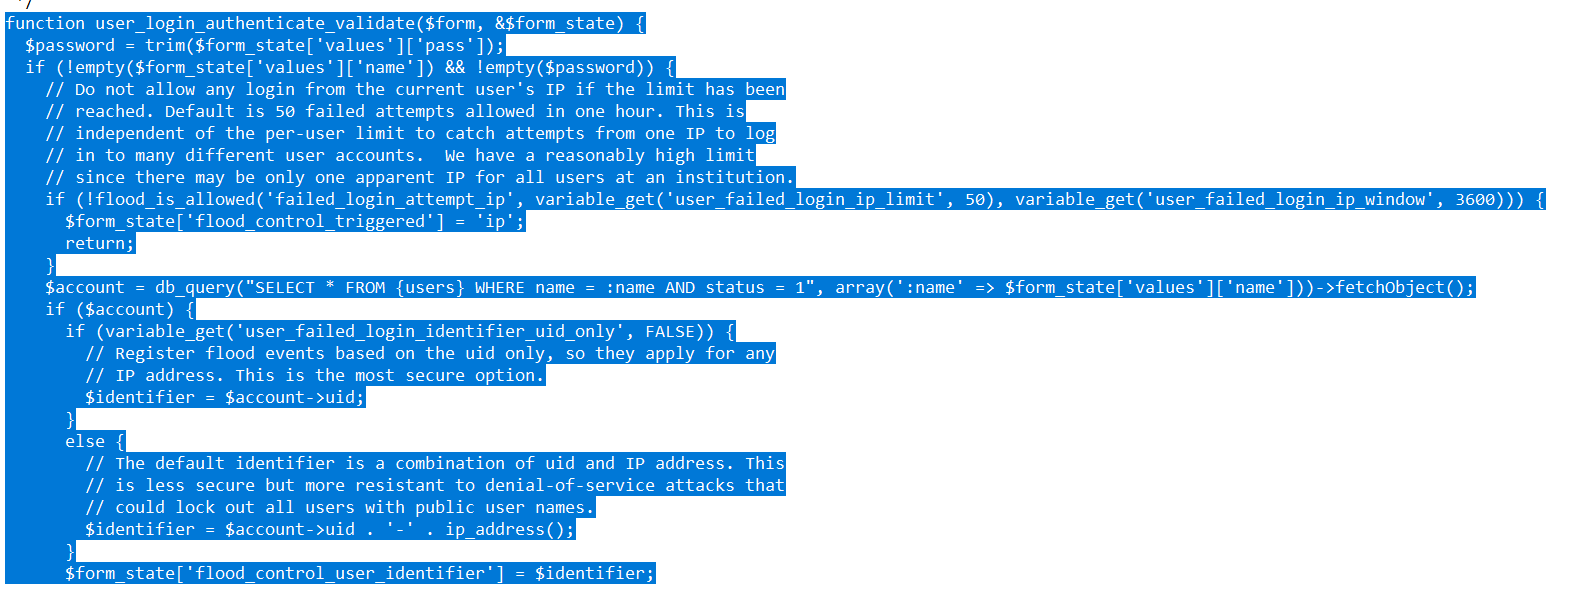 */
function user_login_authenticate_validate($form, &$form_state) {
  $password = trim($form_state['values']['pass']);
  if (!empty($form_state['values']['name']) && !empty($password)) {
    // Do not allow any login from the current user's IP if the limit has been
    // reached. Default is 50 failed attempts allowed in one hour. This is
    // independent of the per-user limit to catch attempts from one IP to log
    // in to many different user accounts.  We have a reasonably high limit
    // since there may be only one apparent IP for all users at an institution.
    if (!flood_is_allowed('failed_login_attempt_ip', variable_get('user_failed_login_ip_limit', 50), variable_get('user_failed_login_ip_window', 3600))) {
      $form_state['flood_control_triggered'] = 'ip';
      return;
    }
    $account = db_query("SELECT * FROM {users} WHERE name = :name AND status = 1", array(':name' => $form_state['values']['name']))->fetchObject();
    if ($account) {
      if (variable_get('user_failed_login_identifier_uid_only', FALSE)) {
        // Register flood events based on the uid only, so they apply for any
        // IP address. This is the most secure option.
        $identifier = $account->uid;
      }
      else {
        // The default identifier is a combination of uid and IP address. This
        // is less secure but more resistant to denial-of-service attacks that
        // could lock out all users with public user names.
        $identifier = $account->uid . '-' . ip_address();
      }
      $form_state['flood_control_user_identifier'] = $identifier;